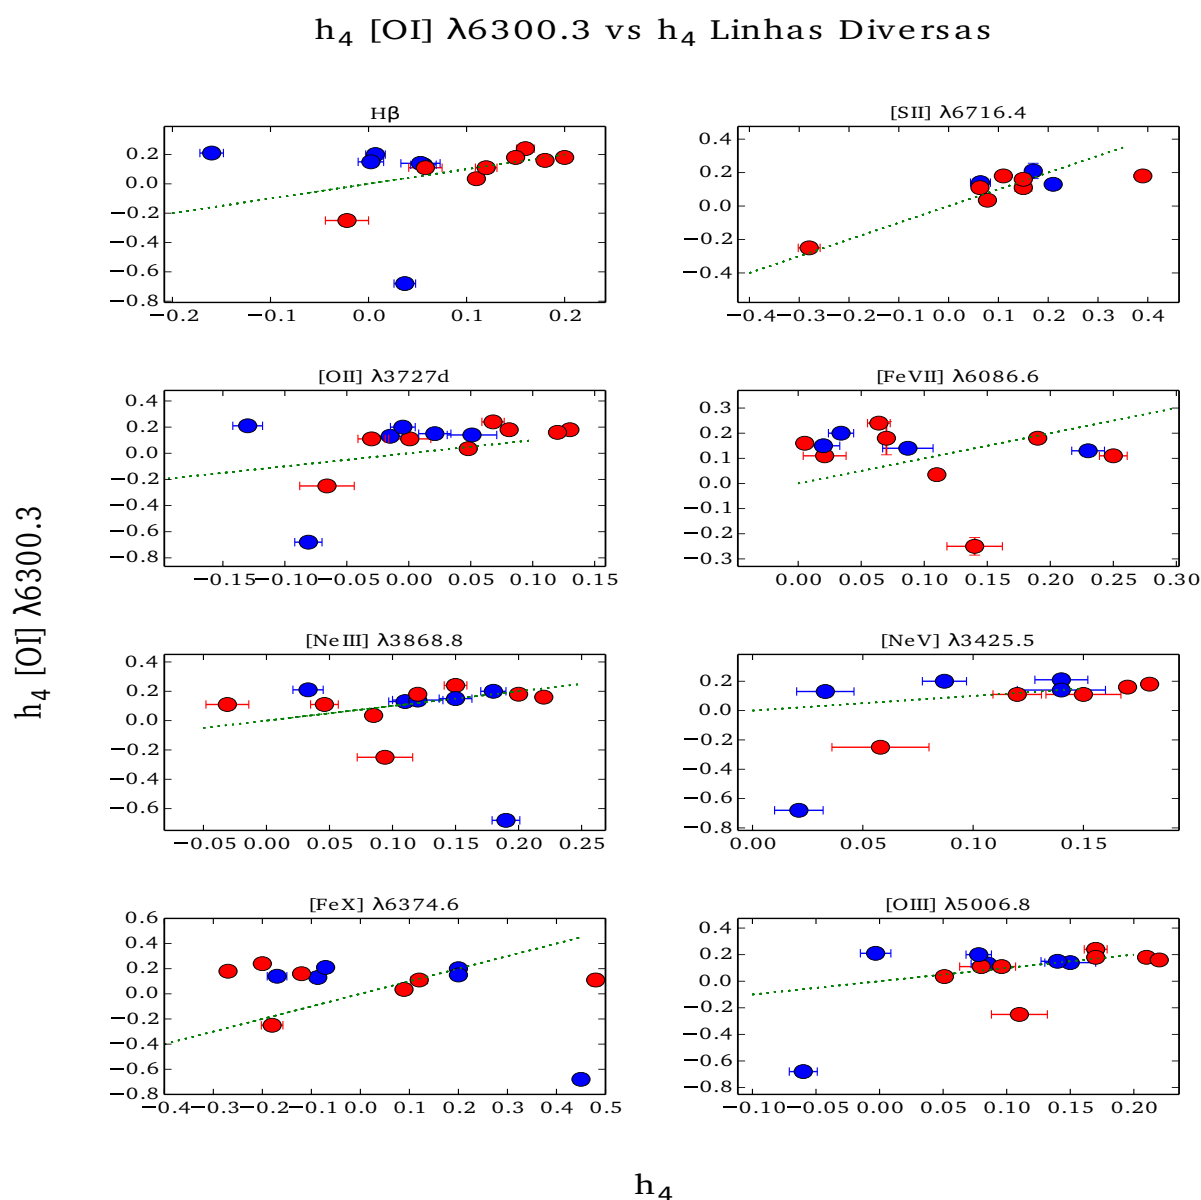 h₄ [OI] λ6300.3 vs h₄ Linhas Diversas
Hβ
0.2
0.0
−0.2
−0.4
−0.6
−0.8
−0.2 −0.1 0.0 0.1 0.2
[SII] λ6716.4
0.4
0.2
0.0
−0.2
−0.4
−0.4 −0.3 −0.2 −0.1 0.0 0.1 0.2 0.3 0.4
[OII] λ3727d
0.4
0.2
0.0
−0.2
−0.4
−0.6
−0.8
−0.15 −0.10 −0.05 0.00 0.05 0.10 0.15
[FeVII] λ6086.6
0.3
0.2
0.1
0.0
−0.1
−0.2
−0.3
0.00 0.05 0.10 0.15 0.20 0.25 0.30
h₄ [OI] λ6300.3
[NeIII] λ3868.8
0.4
0.2
0.0
−0.2
−0.4
−0.6
−0.05 0.00 0.05 0.10 0.15 0.20 0.25
[NeV] λ3425.5
0.2
0.0
−0.2
−0.4
−0.6
−0.8
0.00 0.05 0.10 0.15
[FeX] λ6374.6
0.6
0.4
0.2
0.0
−0.2
−0.4
−0.6
−0.8
−0.4 −0.3 −0.2 −0.1 0.0 0.1 0.2 0.3 0.4 0.5
[OIII] λ5006.8
0.4
0.2
0.0
−0.2
−0.4
−0.6
−0.8
−0.10 −0.05 0.00 0.05 0.10 0.15 0.20
h₄